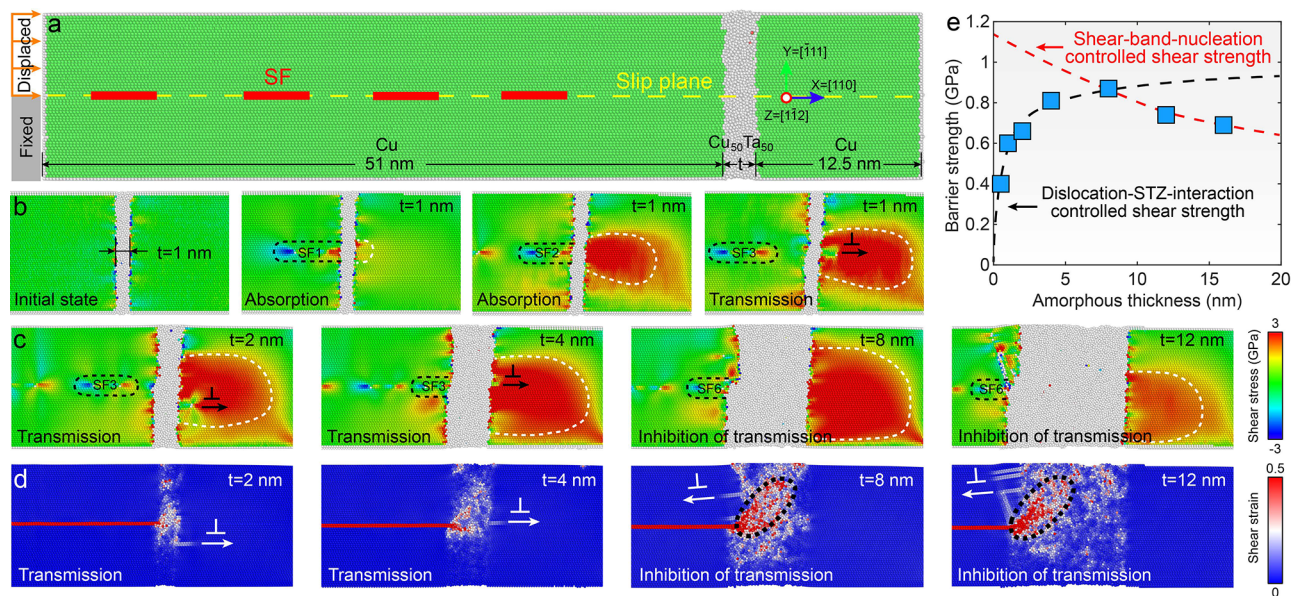 a
Displaced
Fixed
SF
Slip plane
Y=[1̄11]
X=[110]
Z=[11̄2]
Cu
51 nm
Cu₅₀Ta₅₀
t
Cu
12.5 nm
b
t=1 nm
Initial state
t=1 nm
SF1
Absorption
t=1 nm
SF2
Absorption
t=1 nm
SF3
Transmission
c
t=2 nm
SF3
Transmission
t=4 nm
SF3
Transmission
t=8 nm
SF6
Inhibition of transmission
t=12 nm
SF6
Inhibition of transmission
3
Shear stress (GPa)
-3
d
t=2 nm
Transmission
t=4 nm
Transmission
t=8 nm
Inhibition of transmission
t=12 nm
Inhibition of transmission
0.5
Shear strain
0
e
Barrier strength (GPa)
1.2
1
0.8
0.6
0.4
0.2
0
Shear-band-nucleation
controlled shear strength
Dislocation-STZ-interaction
controlled shear strength
0 5 10 15 20
Amorphous thickness (nm)